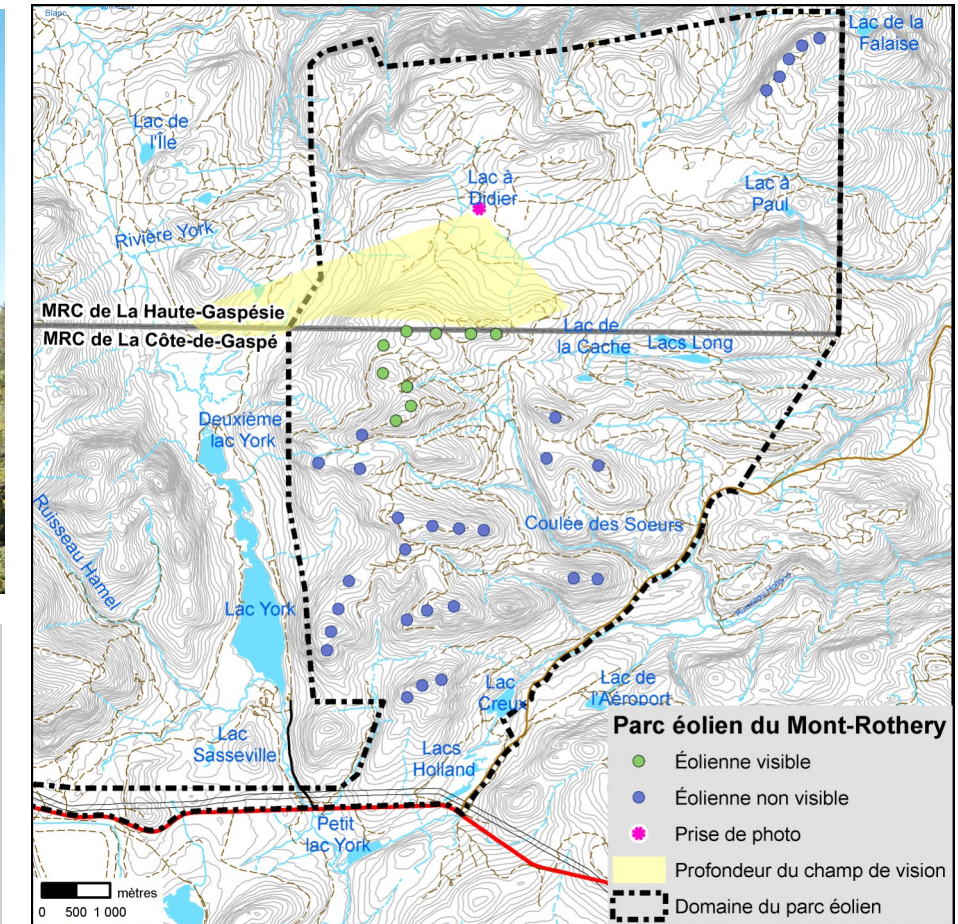 Lac de la
Falaise
Lac de
l'Île
Lac à
Didier
Lac à
Paul
Rivière York
MRC de La Haute-Gaspésie
MRC de La Côte-de-Gaspé
Lac de
la Cache
Lacs Long
Deuxième
lac York
Ruisseau Hamel
Coulée des Soeurs
Ruisseau Holland
Lac York
Lac
Creux
Lac de
l'Aéroport
Lac
Sasseville
Lacs
Holland
Petit
lac York
Parc éolien du Mont-Rothery
Éolienne visible
Éolienne non visible
Prise de photo
Profondeur du champ de vision
Domaine du parc éolien
mètres
0 500 1 000